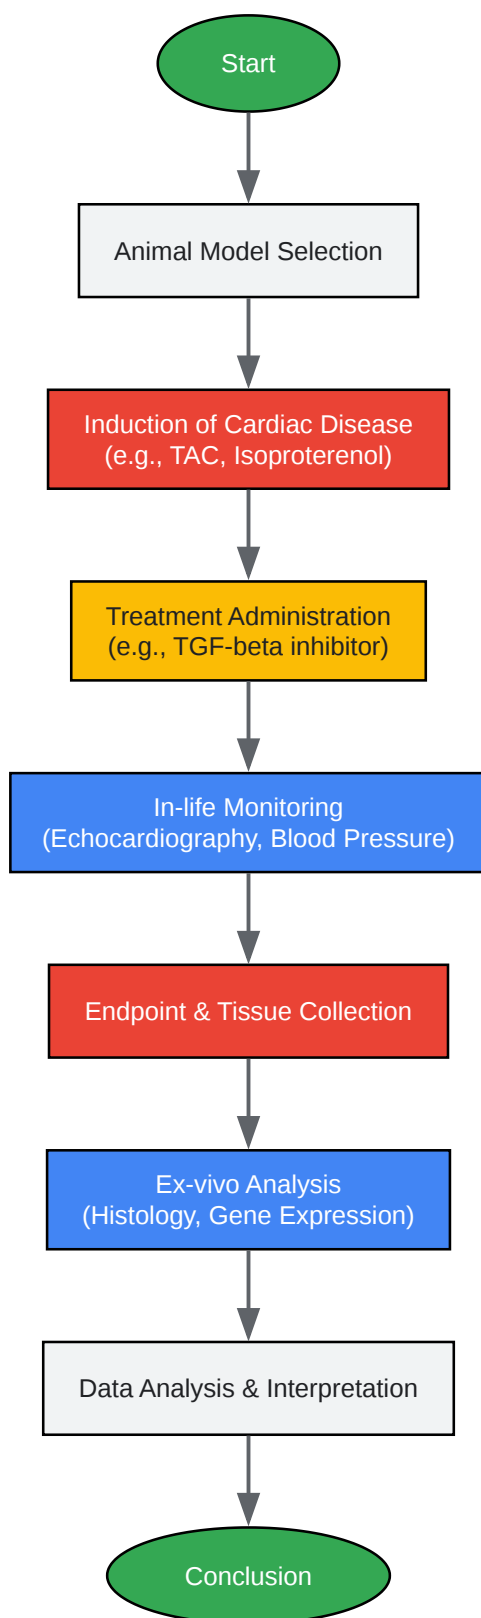 Start
Animal Model Selection
Induction of Cardiac Disease
(e.g., TAC, Isoproterenol)
Treatment Administration
(e.g., TGF-beta inhibitor)
In-life Monitoring
(Echocardiography, Blood Pressure)
Endpoint & Tissue Collection
Ex-vivo Analysis
(Histology, Gene Expression)
Data Analysis & Interpretation
Conclusion